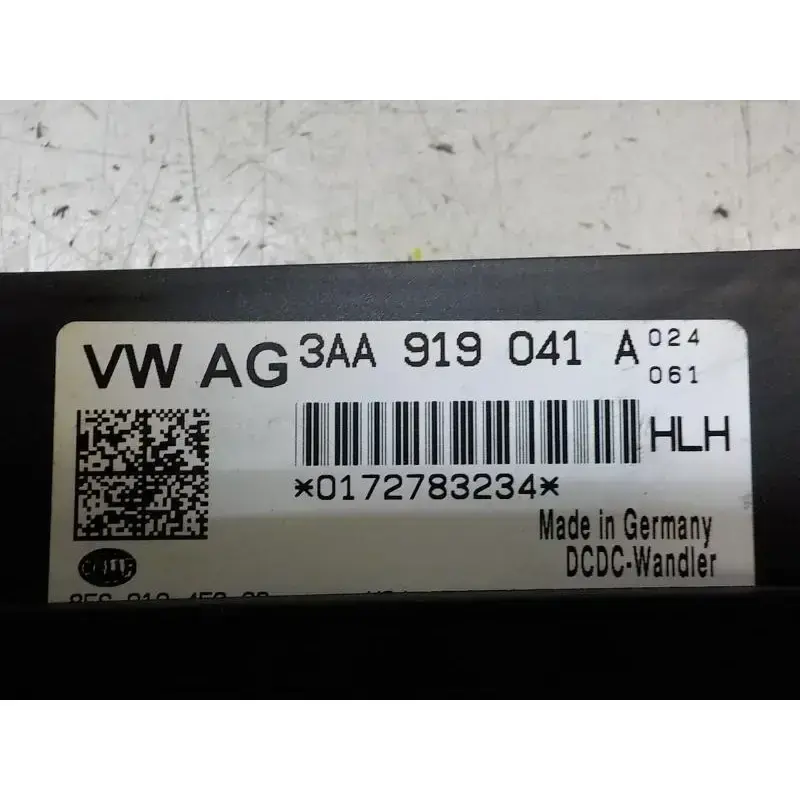 VW AG 3AA 919 041 A 024
061
HLH
*0172783234*
Made in Germany
DCDC-Wandler